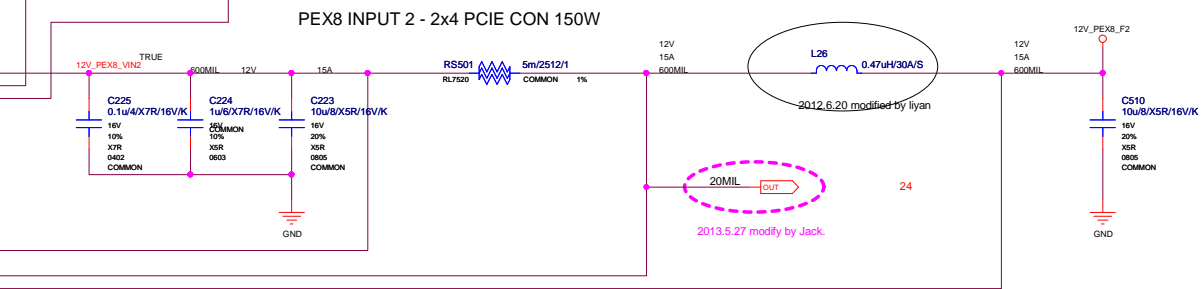 PEX8 INPUT 2 - 2x4 PCIE CON 150W
12V_PEX8_F2
TRUE
12V_PEX8_VIN2
600MIL
12V
15A
RS501
5m/2512/1
RL7520
COMMON
1%
12V
15A
600MIL
L26
0.47uH/30A/S
2012.6.20 modified by liyan
12V
15A
600MIL
C225
0.1u/4/X7R/16V/K
16V
10%
X7R
0402
COMMON
C224
1u/6/X7R/16V/K
16V
COMMON
10%
X5R
0603
C223
10u/8/X5R/16V/K
16V
20%
X5R
0805
COMMON
C510
10u/8/X5R/16V/K
16V
20%
X5R
0805
COMMON
20MIL
OUT
24
2013.5.27 modify by Jack.
GND
GND